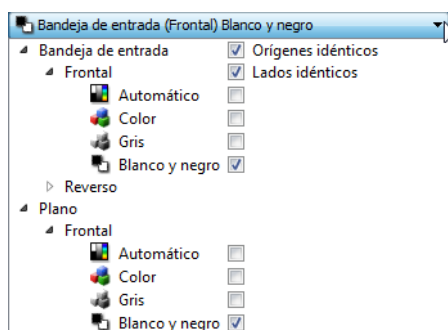 Bandeja de entrada (Frontal) Blanco y negro
Bandeja de entrada Orígenes idénticos
Frontal Lados idénticos
Automático
Color
Gris
Blanco y negro
Reverso
Plano
Frontal
Automático
Color
Gris
Blanco y negro